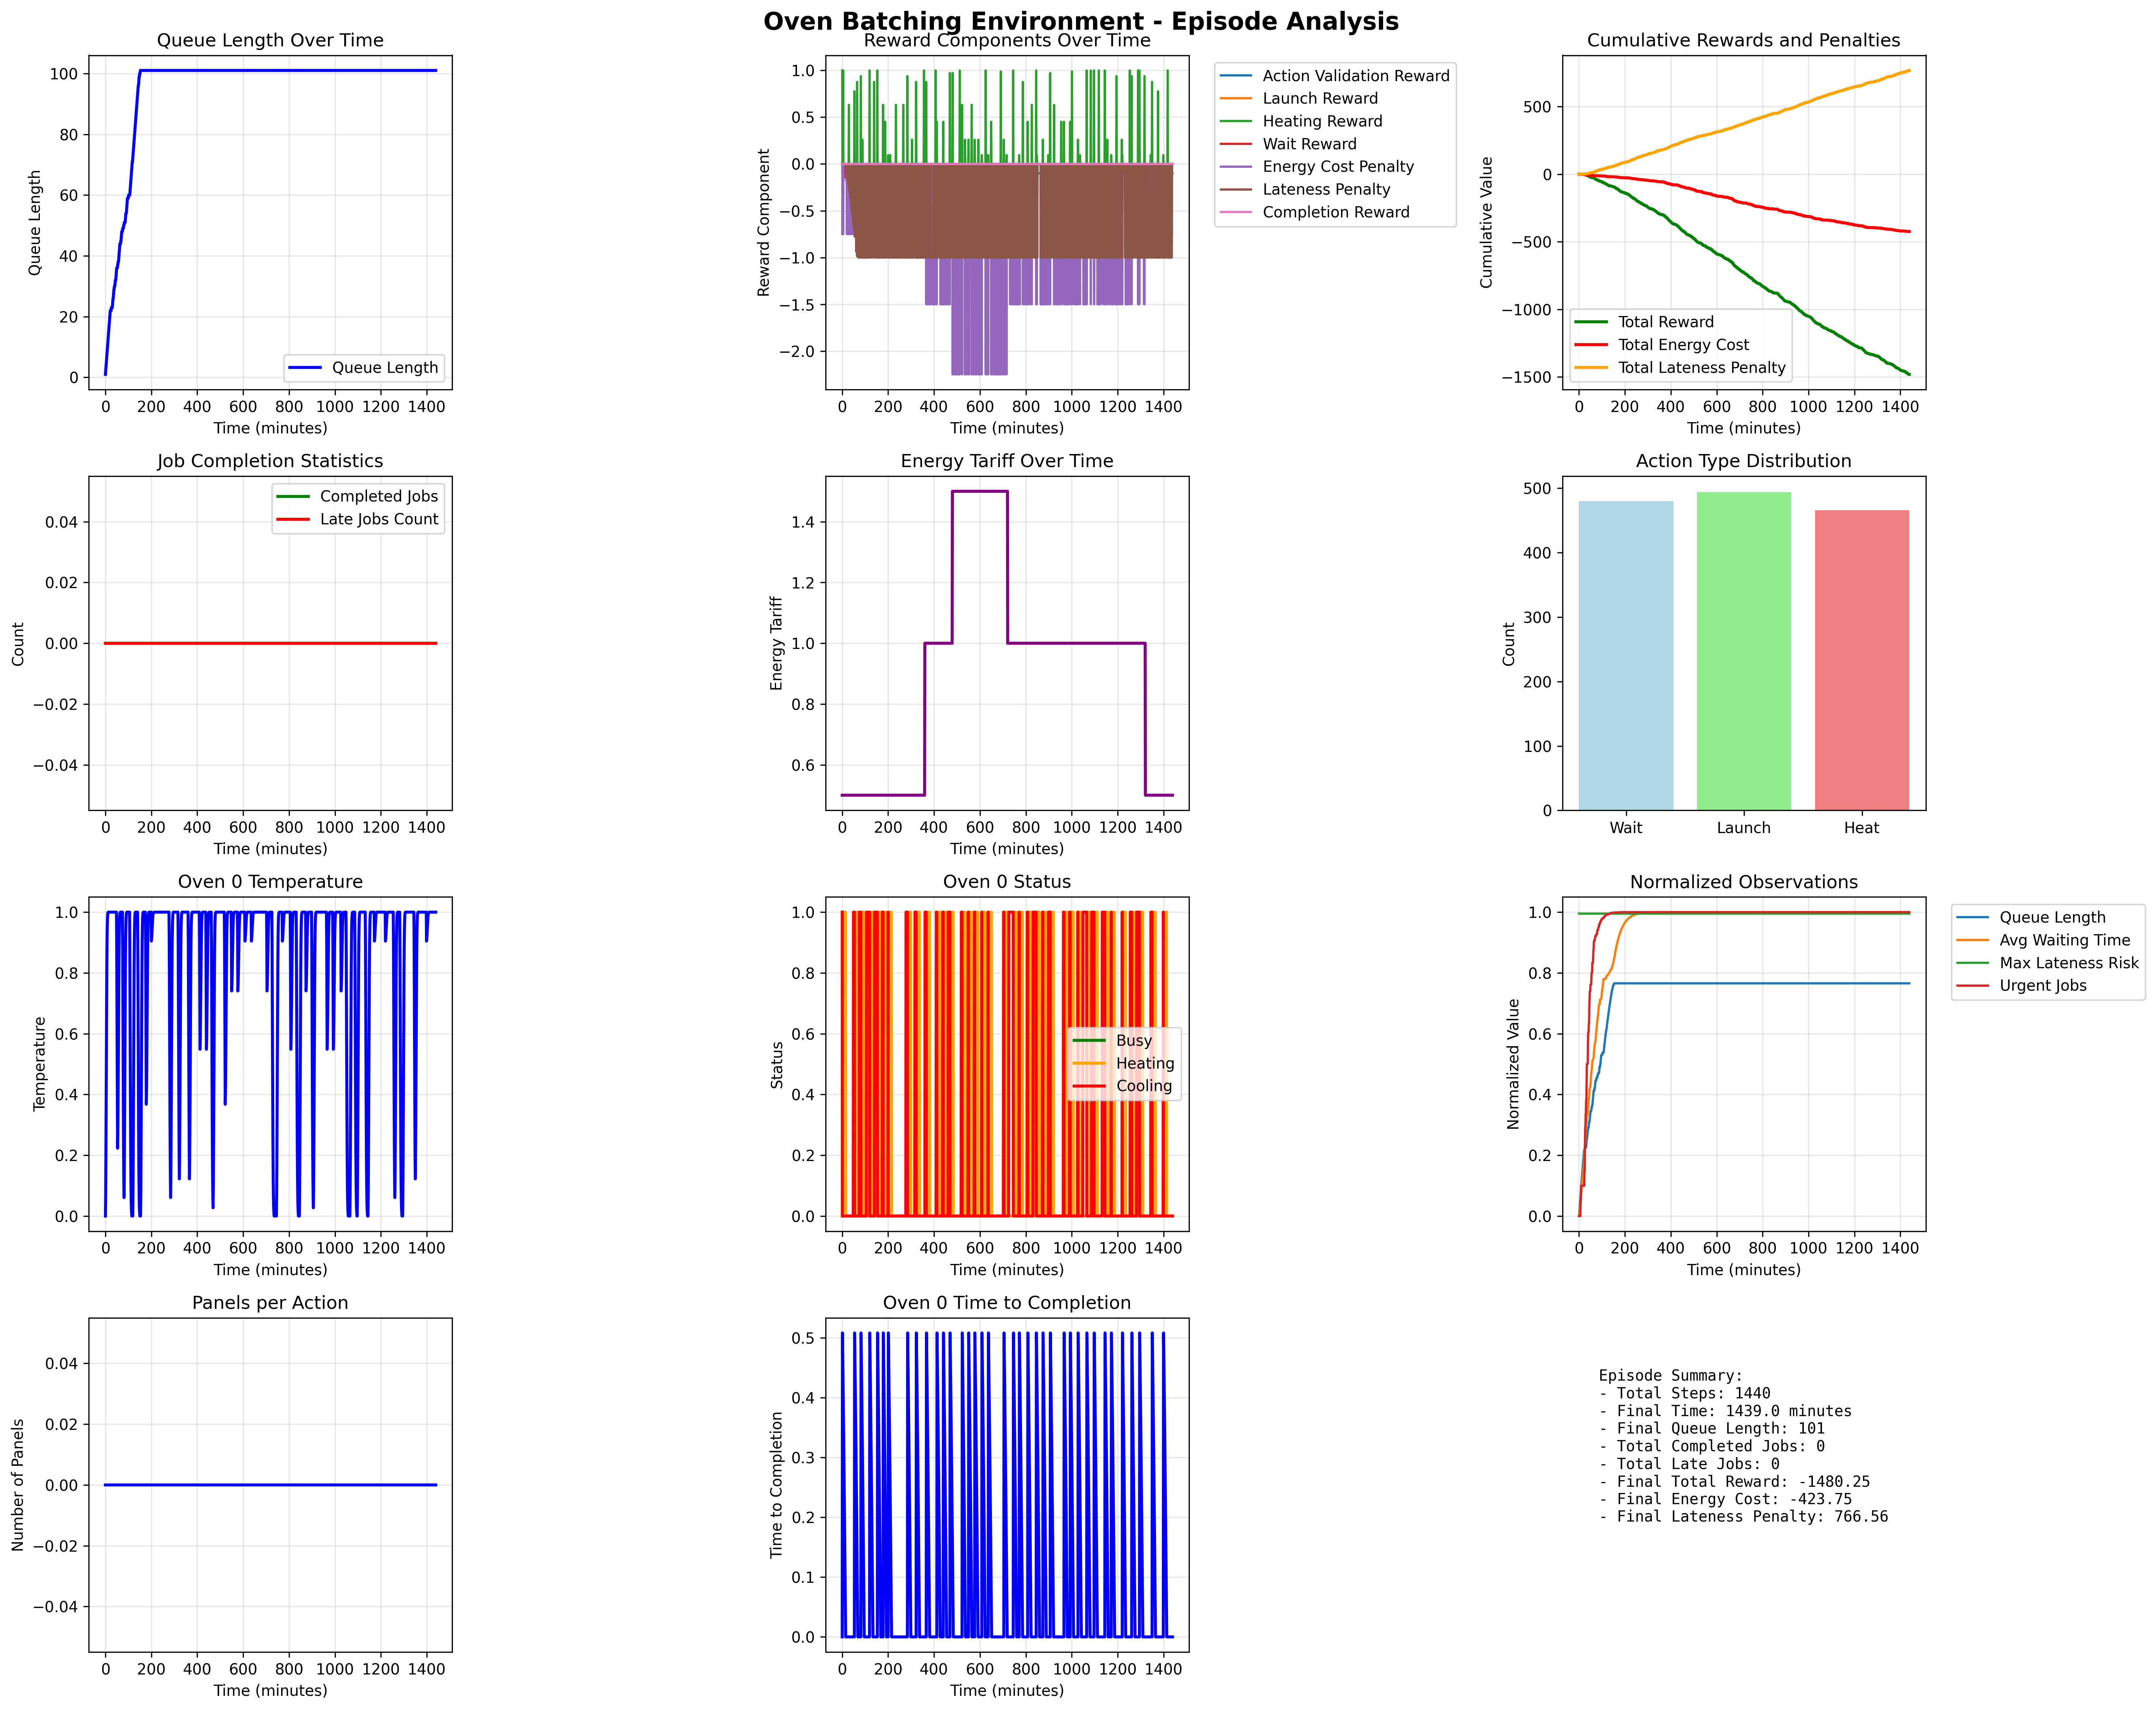 Oven Batching Environment - Episode Analysis
Queue Length Over Time
Queue Length
100
80
60
40
20
0
Queue Length
0 200 400 600 800 1000 1200 1400
Time (minutes)
Reward Components Over Time
Reward Component
1.0
0.5
0.0
−0.5
−1.0
−1.5
−2.0
0 200 400 600 800 1000 1200 1400
Time (minutes)
Action Validation Reward
Launch Reward
Heating Reward
Wait Reward
Energy Cost Penalty
Lateness Penalty
Completion Reward
Cumulative Rewards and Penalties
Cumulative Value
500
0
−500
−1000
−1500
Total Reward
Total Energy Cost
Total Lateness Penalty
0 200 400 600 800 1000 1200 1400
Time (minutes)
Job Completion Statistics
Count
0.04
0.02
0.00
−0.02
−0.04
Completed Jobs
Late Jobs Count
0 200 400 600 800 1000 1200 1400
Time (minutes)
Energy Tariff Over Time
Energy Tariff
1.4
1.2
1.0
0.8
0.6
0 200 400 600 800 1000 1200 1400
Time (minutes)
Action Type Distribution
Count
500
400
300
200
100
0
Wait Launch Heat
Oven 0 Temperature
Temperature
1.0
0.8
0.6
0.4
0.2
0.0
0 200 400 600 800 1000 1200 1400
Time (minutes)
Oven 0 Status
Status
1.0
0.8
0.6
0.4
0.2
0.0
Busy
Heating
Cooling
0 200 400 600 800 1000 1200 1400
Time (minutes)
Normalized Observations
Normalized Value
1.0
0.8
0.6
0.4
0.2
0.0
0 200 400 600 800 1000 1200 1400
Time (minutes)
Queue Length
Avg Waiting Time
Max Lateness Risk
Urgent Jobs
Panels per Action
Number of Panels
0.04
0.02
0.00
−0.02
−0.04
0 200 400 600 800 1000 1200 1400
Time (minutes)
Oven 0 Time to Completion
Time to Completion
0.5
0.4
0.3
0.2
0.1
0.0
0 200 400 600 800 1000 1200 1400
Time (minutes)
Episode Summary:
- Total Steps: 1440
- Final Time: 1439.0 minutes
- Final Queue Length: 101
- Total Completed Jobs: 0
- Total Late Jobs: 0
- Final Total Reward: -1480.25
- Final Energy Cost: -423.75
- Final Lateness Penalty: 766.56